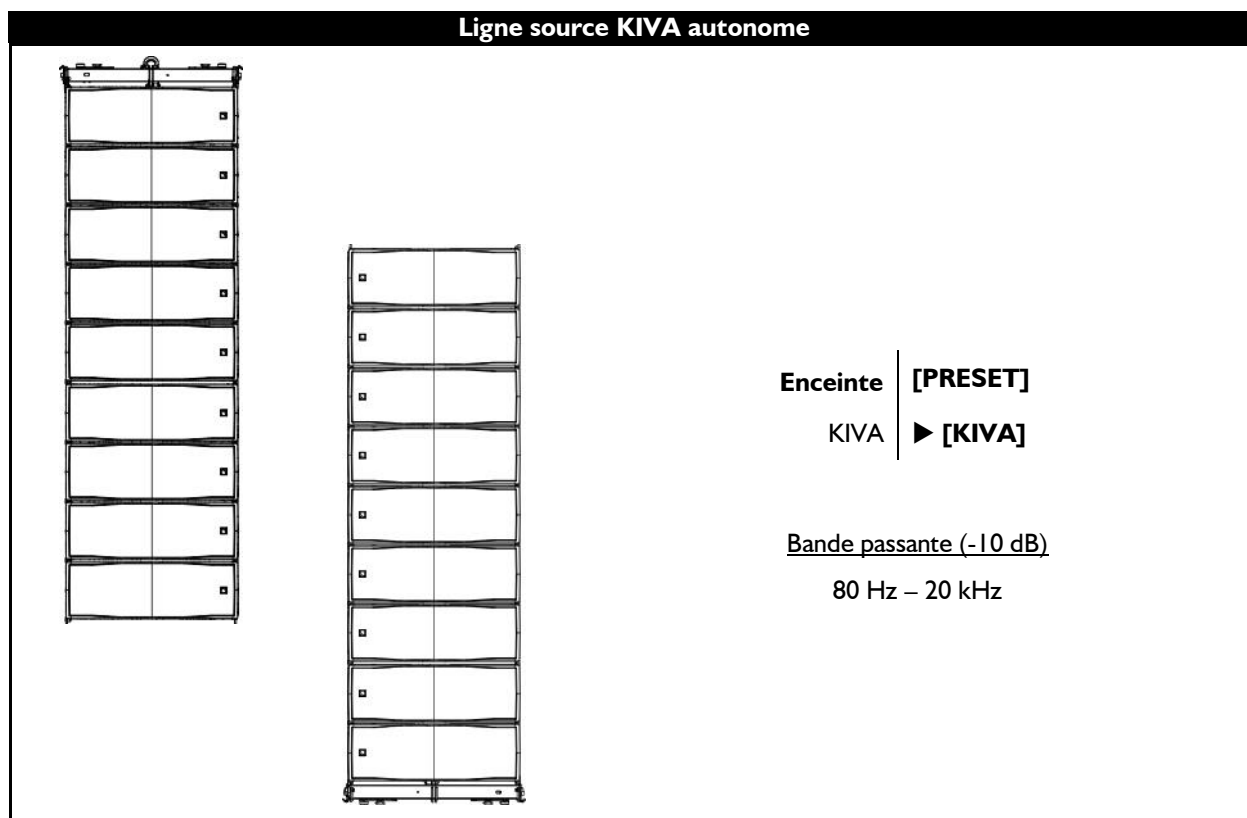 Ligne source KIVA autonome
Enceinte [PRESET]
KIVA ▶ [KIVA]
Bande passante (-10 dB)
80 Hz – 20 kHz